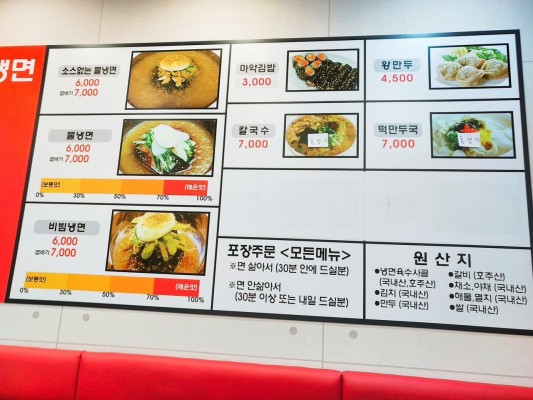 냉면
소스없는 물냉면
6,000
곱배기 7,000
물냉면
6,000
곱배기 7,000
(보통맛) (매운맛)
0% 30% 50% 70% 100%
비빔냉면
6,000
곱배기 7,000
(보통맛) (매운맛)
0% 30% 50% 70% 100%
마약김밥
3,000
왕만두
4,500
칼국수
7,000
떡만두국
7,000
포장주문 <모든메뉴>
※면 삶아서 (30분 안에 드실분)
※면 안삶아서
(30분 이상 또는 내일 드실분)
원산지
●냉면육수사골
(국내산,호주산)
●김치 (국내산)
●만두 (국내산)
●갈비 (호주산)
●채소,야채 (국내산)
●해물,멸치 (국내산)
●쌀 (국내산)